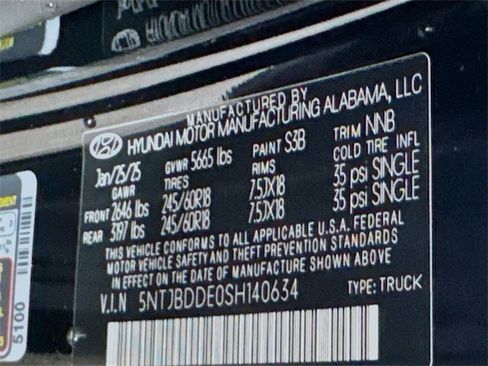 MANUFACTURED BY
HYUNDAI MOTOR MANUFACTURING ALABAMA, LLC
Jan/25/25 GVWR 5665 lbs PAINT S3B TRIM NNB
GAWR TIRES RIMS COLD TIRE INFL
FRONT 2646 lbs 245/60R18 7.5JX18 35 psi SINGLE
REAR 3197 lbs 245/60R18 7.5JX18 35 psi SINGLE
THIS VEHICLE CONFORMS TO ALL APPLICABLE U.S.A. FEDERAL
MOTOR VEHICLE SAFETY AND THEFT PREVENTION STANDARDS
IN EFFECT ON THE DATE OF MANUFACTURE SHOWN ABOVE
V.I.N 5NTJBDDE0SH140634 TYPE: TRUCK
5100